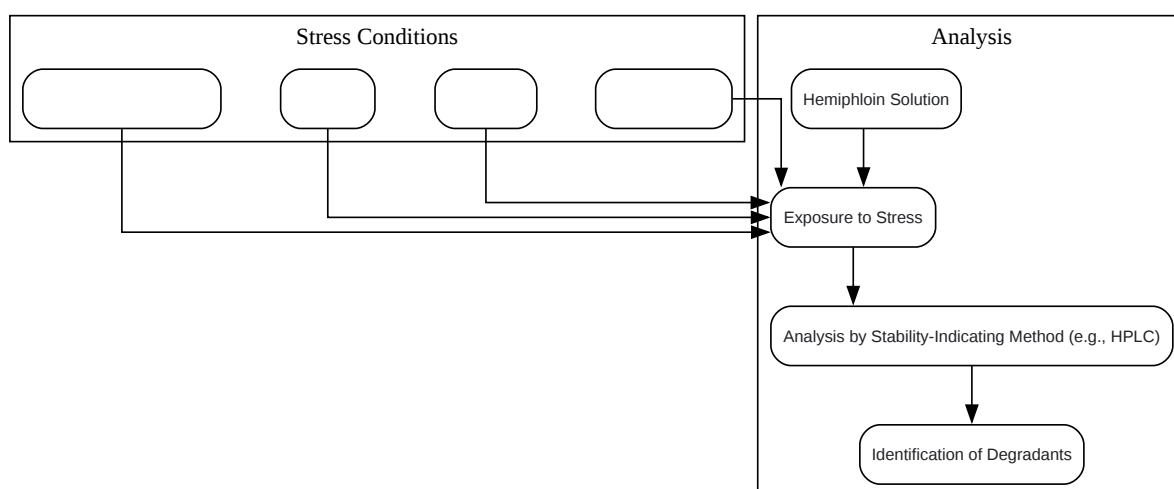 Stress Conditions
Analysis
Hemiphloin Solution
Exposure to Stress
Analysis by Stability-Indicating Method (e.g., HPLC)
Identification of Degradants